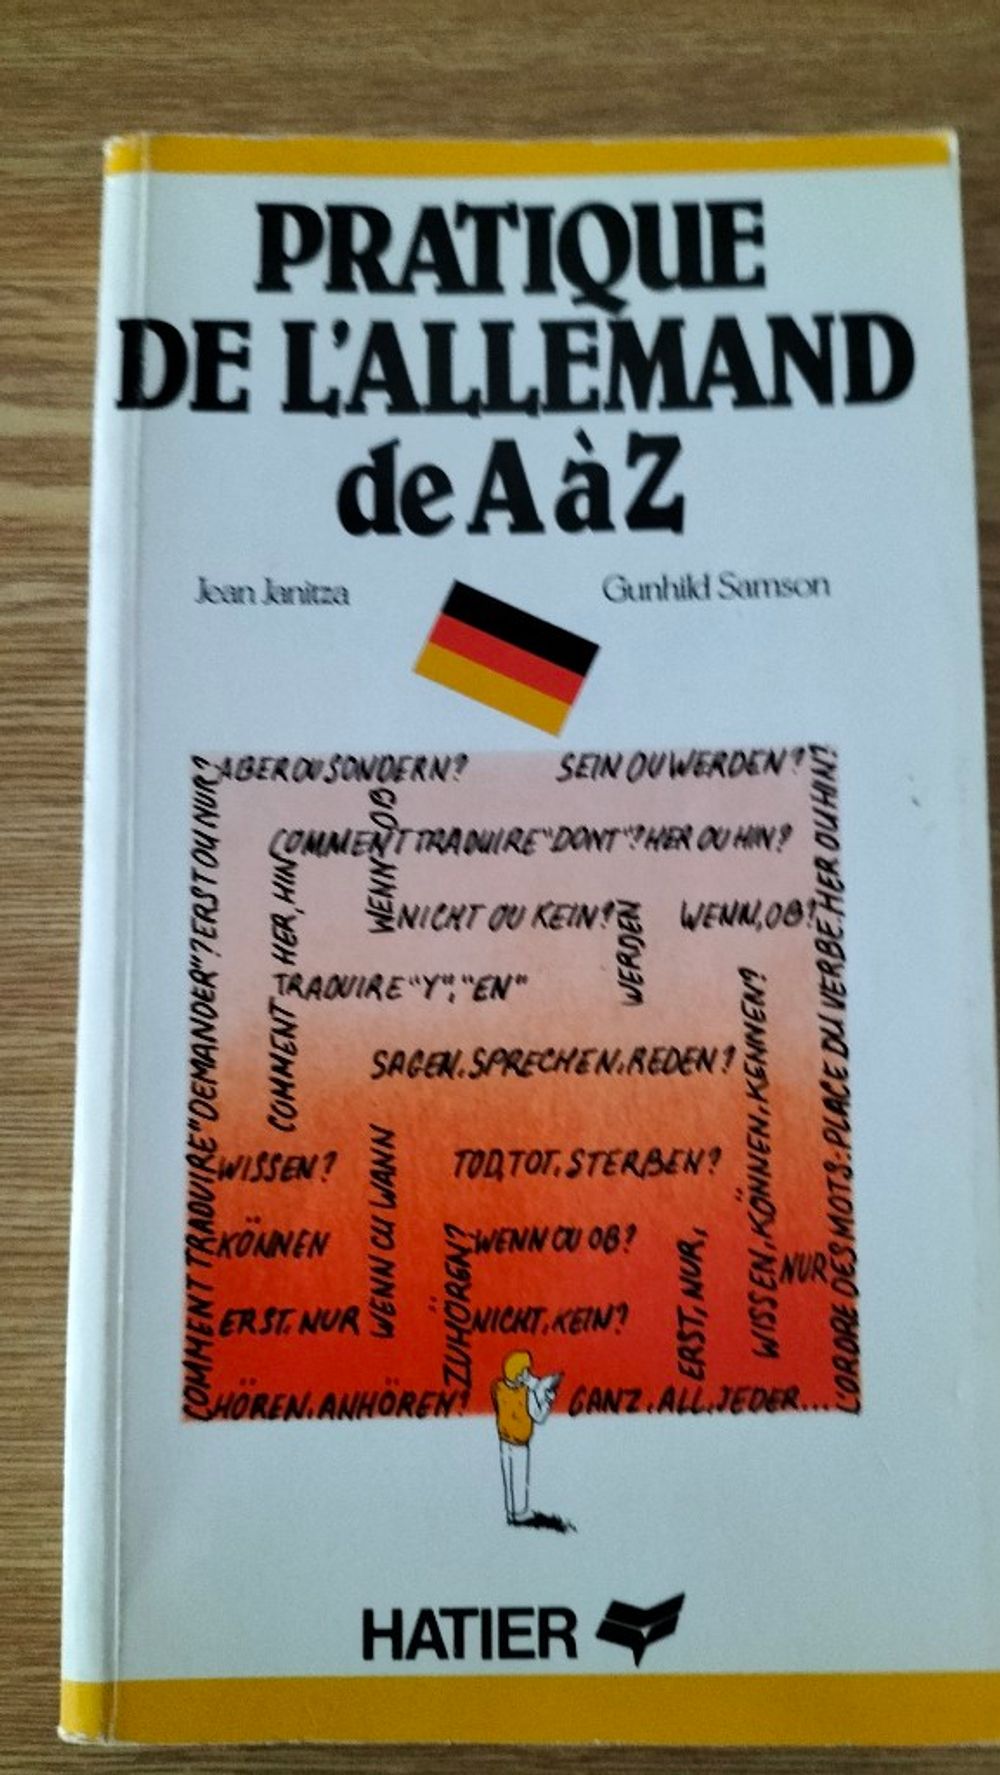 PRATIQUE
DE L'ALLEMAND
de A à Z
Jean Janitza
Gunhild Samson
ABER OU SONDERN?
SEIN OU WERDEN?
COMMENT TRADUIRE "DONT"? HER OU HIN?
WENN OB
NICHT OU KEIN?
WENN, OB?
WERDEN
COMMENT HER, HIN
TRADUIRE "Y", "EN"
SAGEN, SPRECHEN, REDEN?
COMMENT TRADUIRE "DEMANDER"? ERST OU NUR?
L'ORDRE DES MOTS: PLACE DU VERBE. HER OU HIN?
WISSEN, KÖNNEN, KENNEN?
WISSEN?
TOD, TOT, STERBEN?
KÖNNEN
WENN OU WANN
WENN OU OB?
ERST, NUR,
NUR
ERST, NUR
ZUHÖREN?
NICHT, KEIN?
HÖREN, ANHÖREN?
GANZ, ALL, JEDER...
HATIER